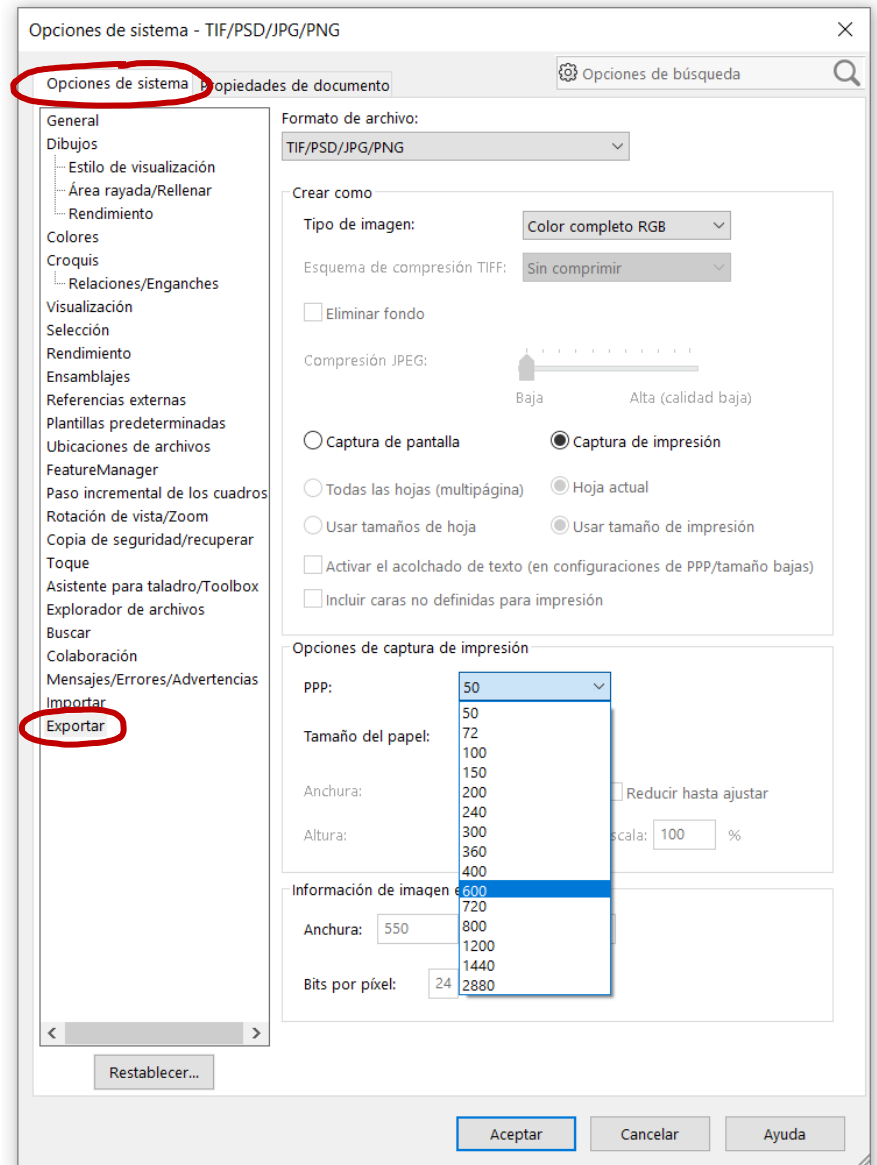 Opciones de sistema - TIF/PSD/JPG/PNG
Opciones de sistema
Propiedades de documento
Opciones de búsqueda
General
Dibujos
Estilo de visualización
Área rayada/Rellenar
Rendimiento
Colores
Croquis
Relaciones/Enganches
Visualización
Selección
Rendimiento
Ensamblajes
Referencias externas
Plantillas predeterminadas
Ubicaciones de archivos
FeatureManager
Paso incremental de los cuadros
Rotación de vista/Zoom
Copia de seguridad/recuperar
Toque
Asistente para taladro/Toolbox
Explorador de archivos
Buscar
Colaboración
Mensajes/Errores/Advertencias
Importar
Exportar
Restablecer...
Formato de archivo:
TIF/PSD/JPG/PNG
Crear como
Tipo de imagen: Color completo RGB
Esquema de compresión TIFF: Sin comprimir
Eliminar fondo
Compresión JPEG:
Baja Alta (calidad baja)
Captura de pantalla Captura de impresión
Todas las hojas (multipágina) Hoja actual
Usar tamaños de hoja Usar tamaño de impresión
Activar el acolchado de texto (en configuraciones de PPP/tamaño bajas)
Incluir caras no definidas para impresión
Opciones de captura de impresión
PPP: 50
50
72
100
150
200
240
300
360
400
600
720
800
1200
1440
2880
Tamaño del papel:
Anchura: Reducir hasta ajustar
Altura: 100 %
Información de imagen
Anchura: 550
Bits por píxel: 24
Aceptar Cancelar Ayuda